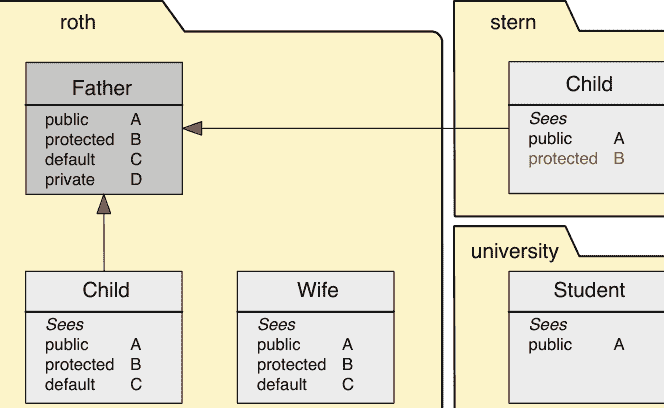 roth
Father
public A
protected B
default C
private D
Child
Sees
public A
protected B
default C
Wife
Sees
public A
protected B
default C
stern
Child
Sees
public A
protected B
university
Student
Sees
public A